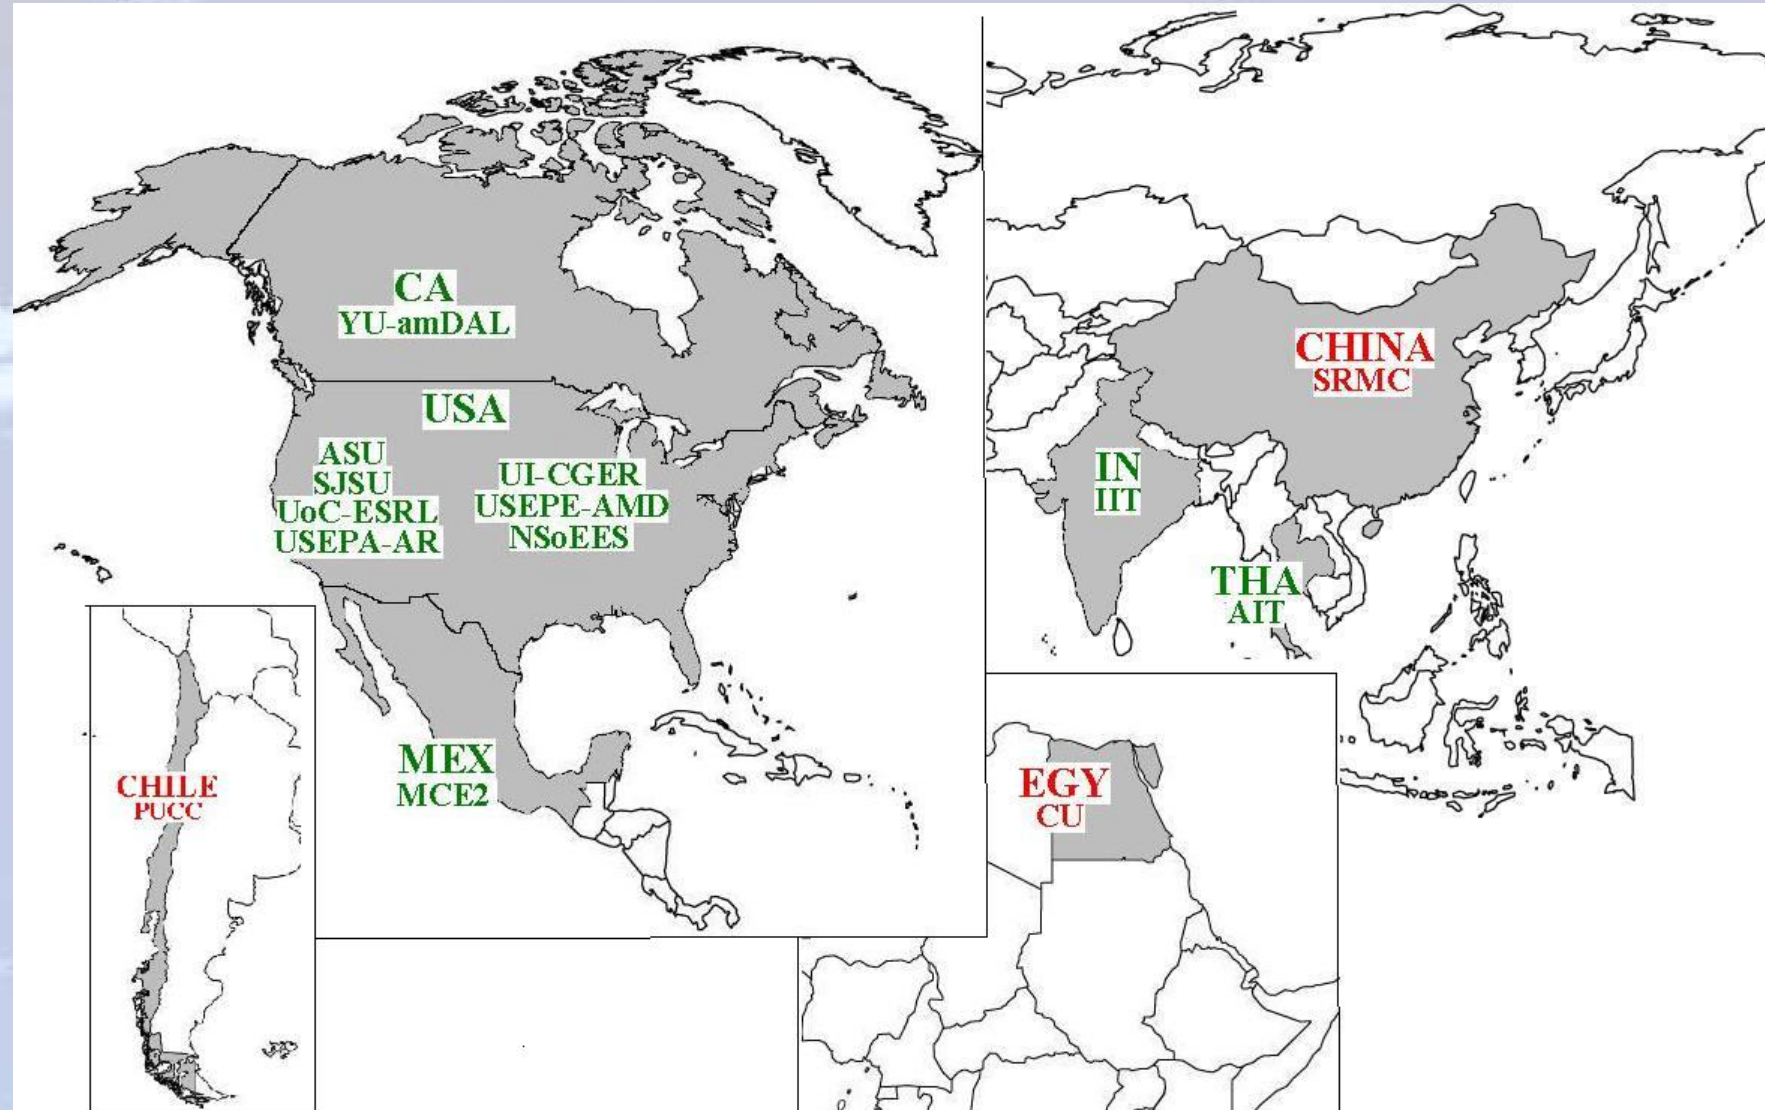 CA
YU-amDAL
USA
ASU
SJSU
UoC-ESRL
USEPA-AR
UI-CGER
USEPE-AMD
NSoEES
MEX
MCE2
CHILE
PUCC
CHINA
SRMC
IN
IIT
THA
AIT
EGY
CU